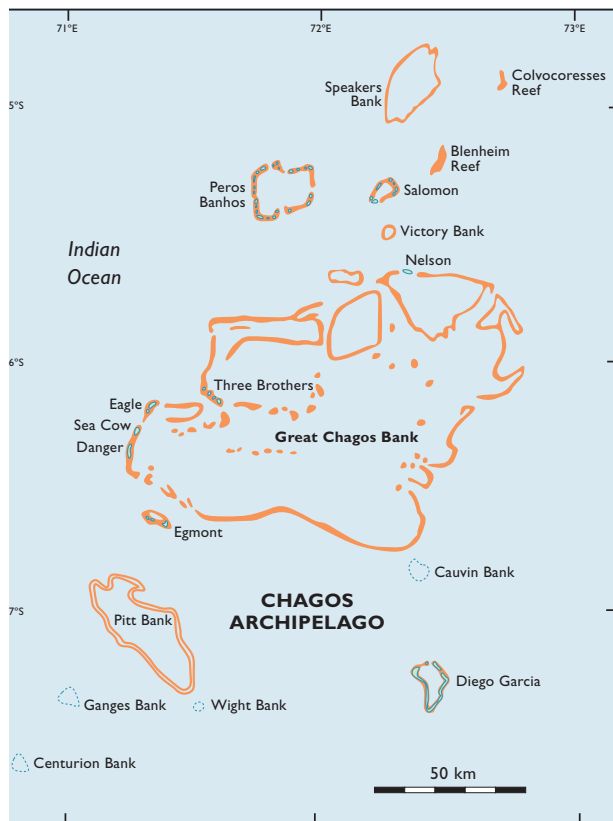 71°E
72°E
73°E
Speakers
Bank
Colvocoresses
Reef
5°S
Blenheim
Reef
Peros
Banhos
Salomon
Victory Bank
Indian
Ocean
Nelson
6°S
Three Brothers
Eagle
Sea Cow
Danger
Great Chagos Bank
Egmont
Cauvin Bank
CHAGOS
ARCHIPELAGO
7°S
Pitt Bank
Diego Garcia
Ganges Bank
Wight Bank
Centurion Bank
50 km